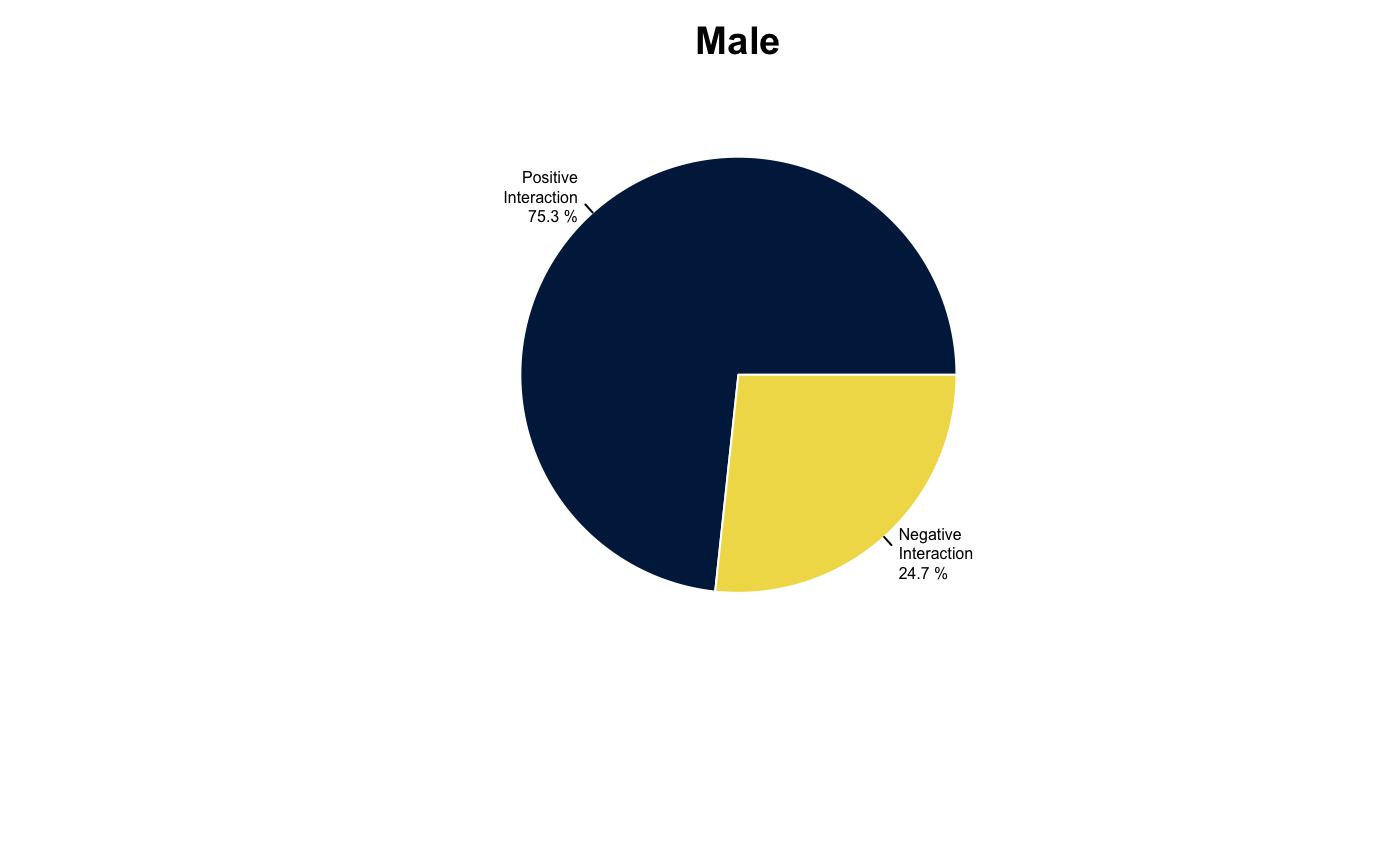 Male
Positive
Interaction
75.3 %
Negative
Interaction
24.7 %